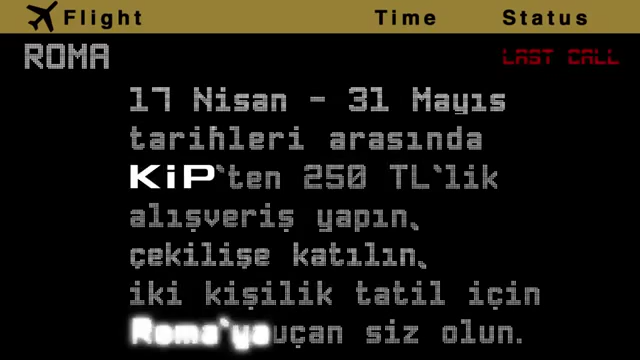 Flight Time Status
ROMA LAST CALL
17 Nisan - 31 Mayıs
tarihleri arasında
KiP'ten 250 TL'lik
alışveriş yapın,
çekilişe katılın,
iki kişilik tatil için
Roma'ya uçan siz olun.